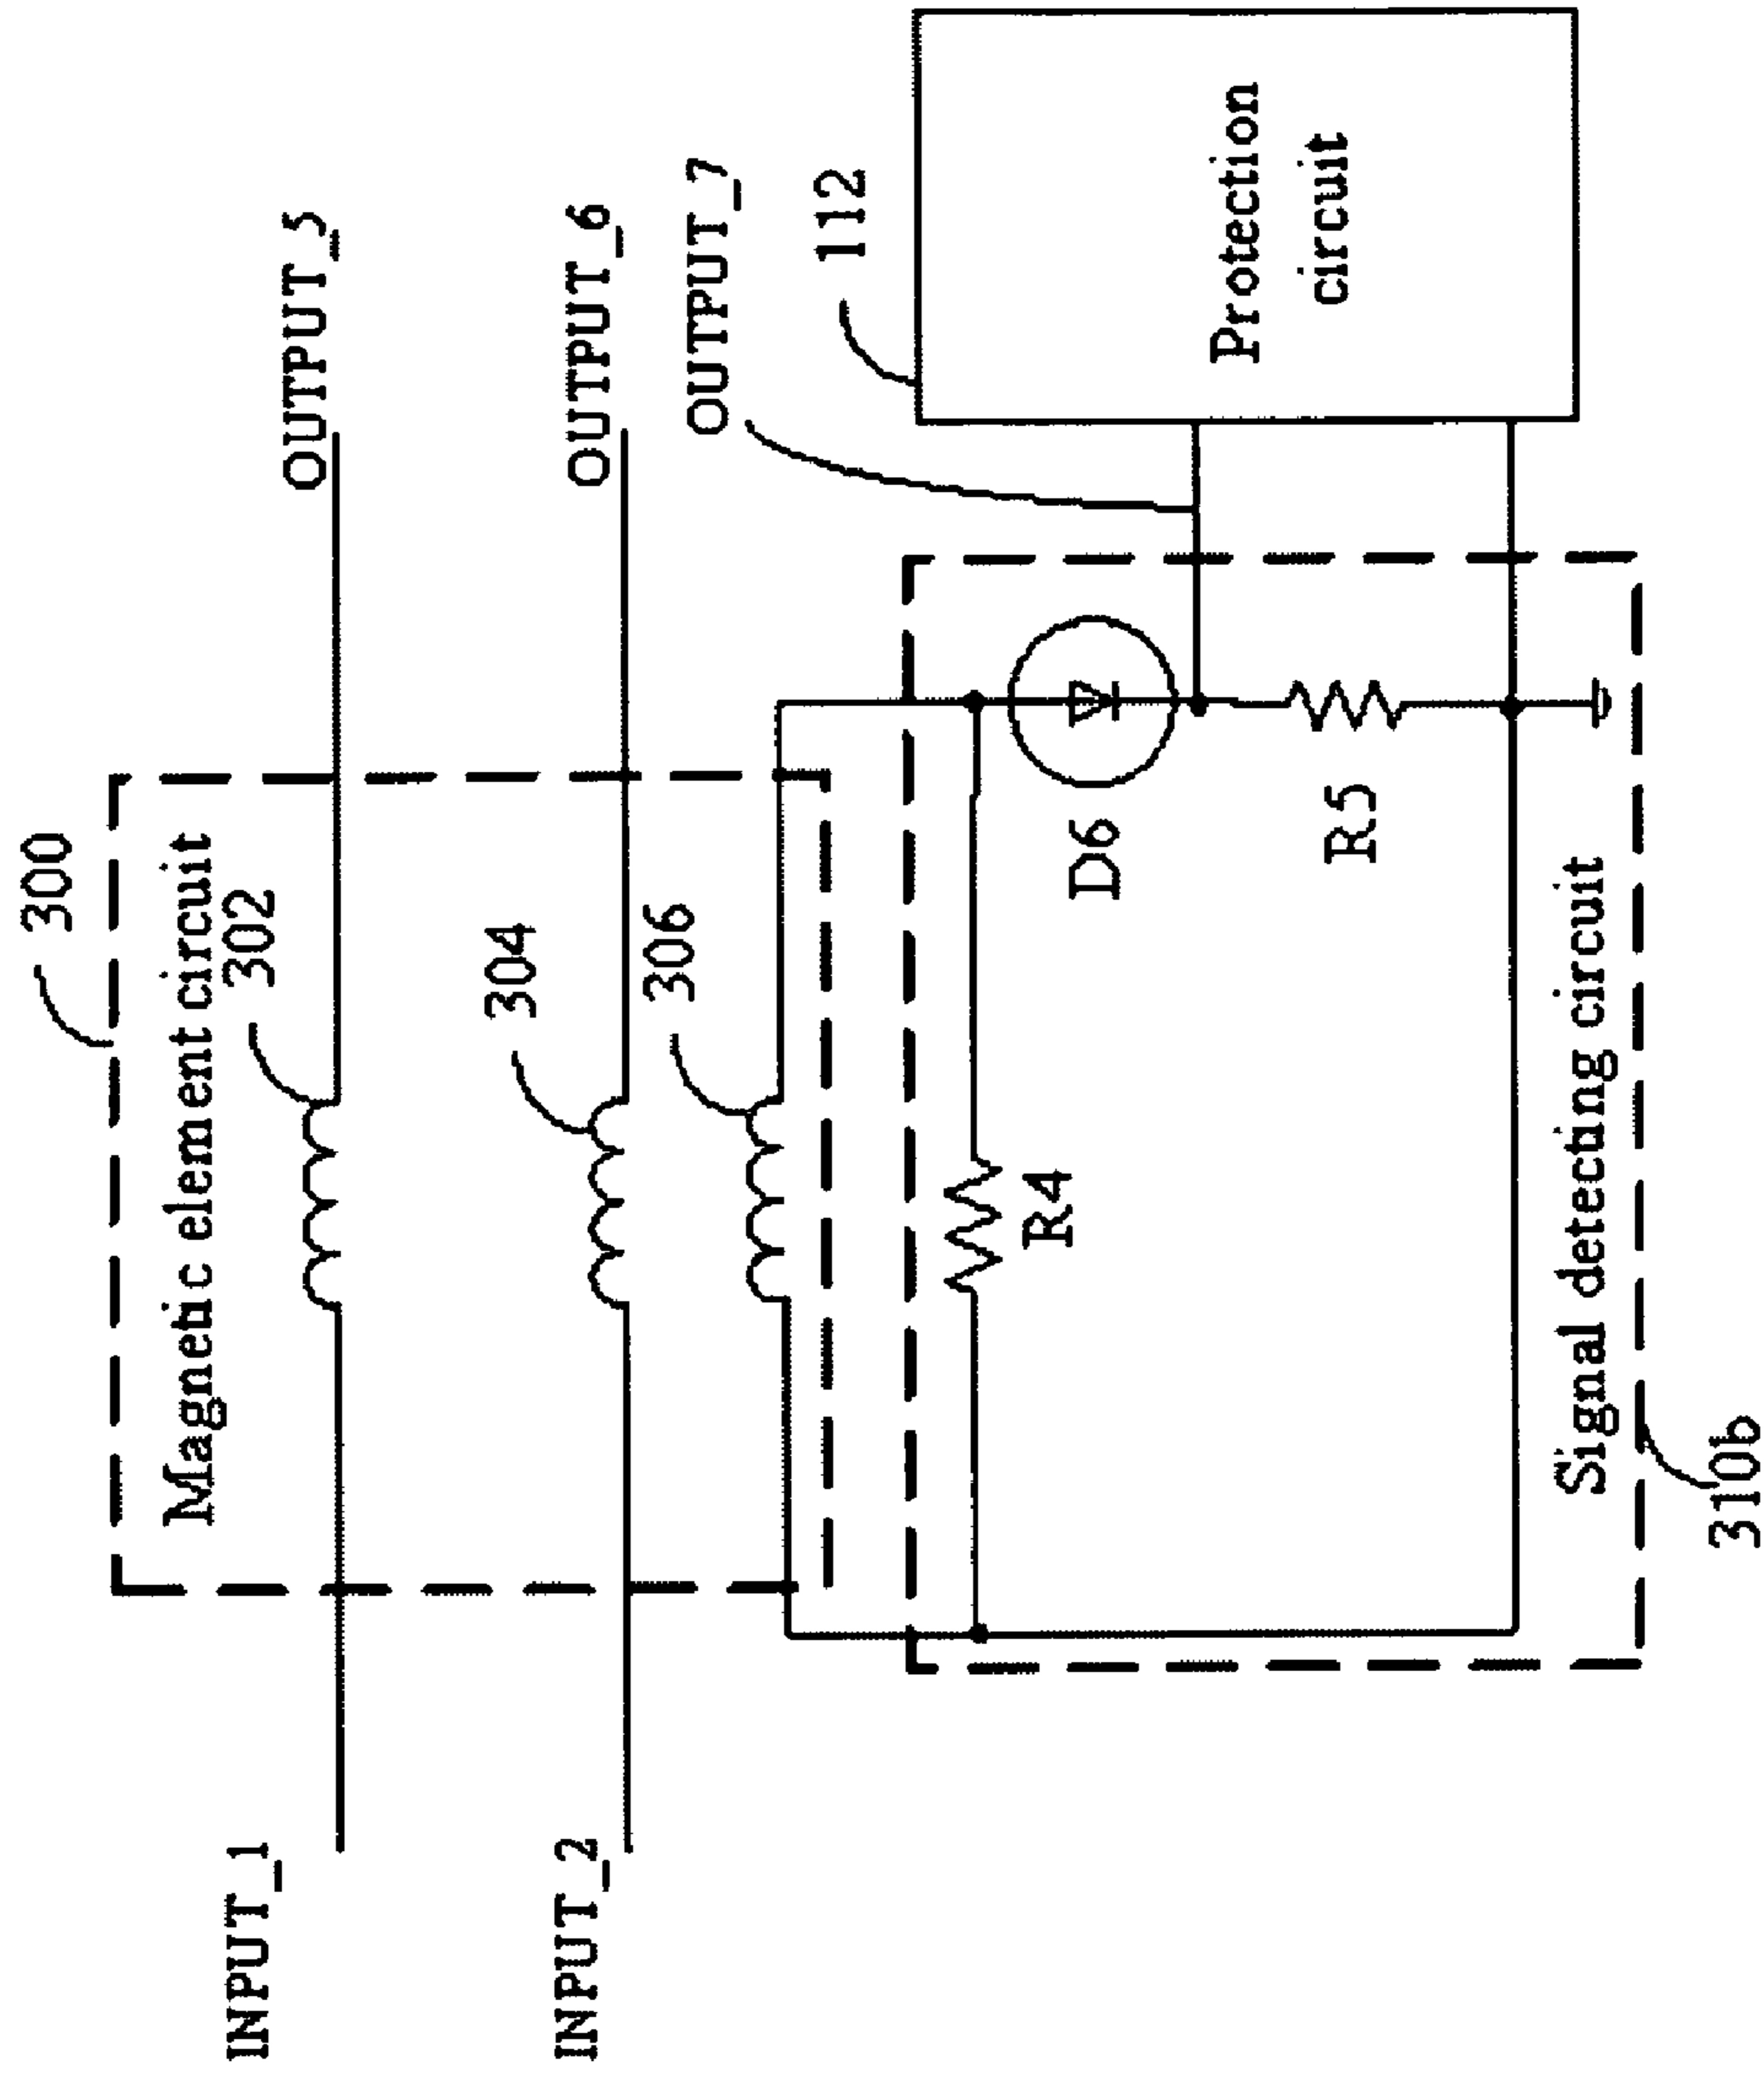 300
Magnetic element circuit
302
INPUT_1
OUTPUT_5
304
INPUT_2
OUTPUT_6
306
OUTPUT_7
112
R4
D6
Protection
circuit
R5
Signal detecting circuit
310b